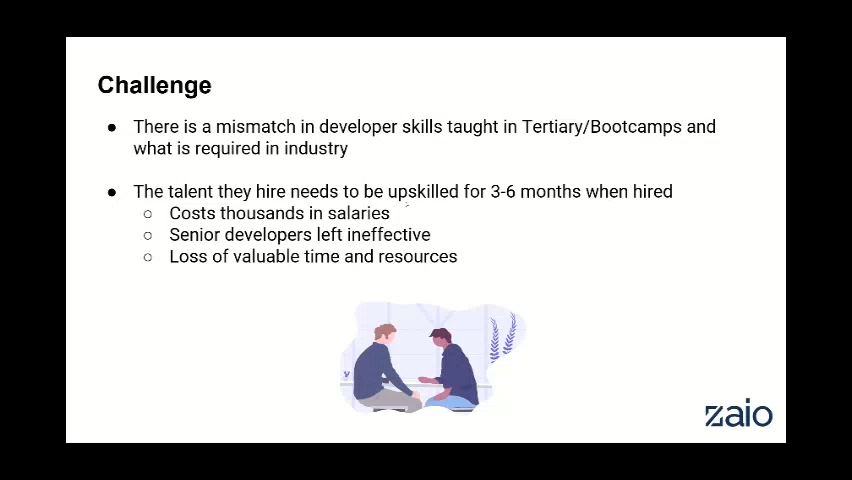 Challenge
● There is a mismatch in developer skills taught in Tertiary/Bootcamps and
what is required in industry
● The talent they hire needs to be upskilled for 3-6 months when hired
○ Costs thousands in salaries
○ Senior developers left ineffective
○ Loss of valuable time and resources
zaio